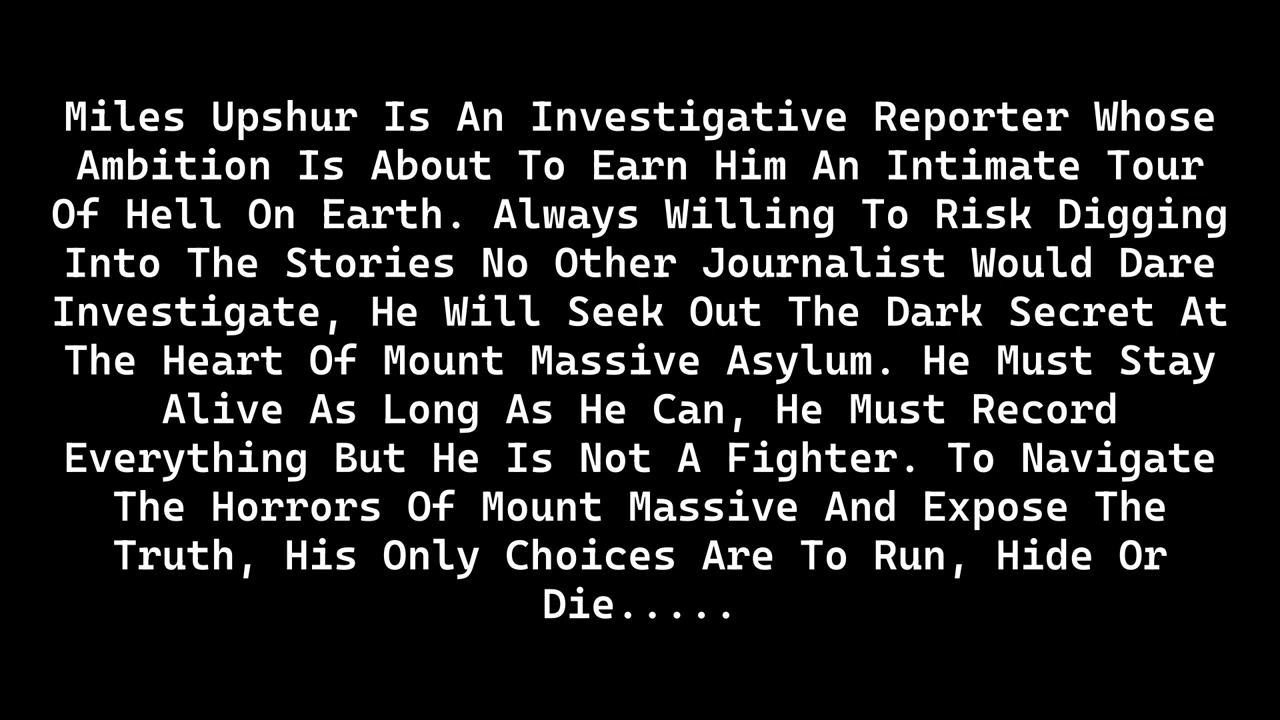 Miles Upshur Is An Investigative Reporter Whose
Ambition Is About To Earn Him An Intimate Tour
Of Hell On Earth. Always Willing To Risk Digging
Into The Stories No Other Journalist Would Dare
Investigate, He Will Seek Out The Dark Secret At
The Heart Of Mount Massive Asylum. He Must Stay
Alive As Long As He Can, He Must Record
Everything But He Is Not A Fighter. To Navigate
The Horrors Of Mount Massive And Expose The
Truth, His Only Choices Are To Run, Hide Or
Die.....